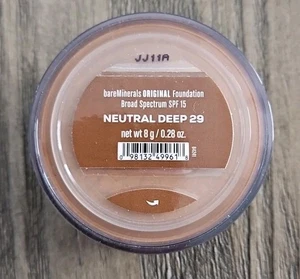 JJ11A
bareMinerals ORIGINAL Foundation
Broad Spectrum SPF 15
NEUTRAL DEEP 29
net wt 8 g / 0.28 oz.
0 98132 49961